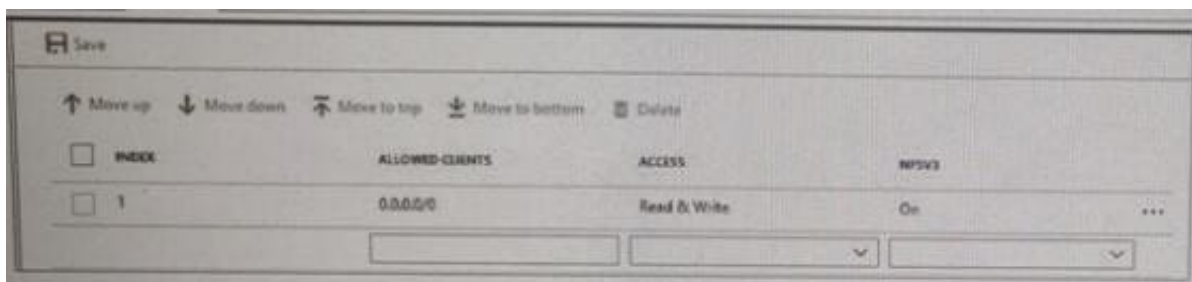 Save
Move up Move down Move to top Move to bottom Delete
INDEX ALLOWED CLIENTS ACCESS NFSV3
1 0.0.0.0/0 Read & Write On ...